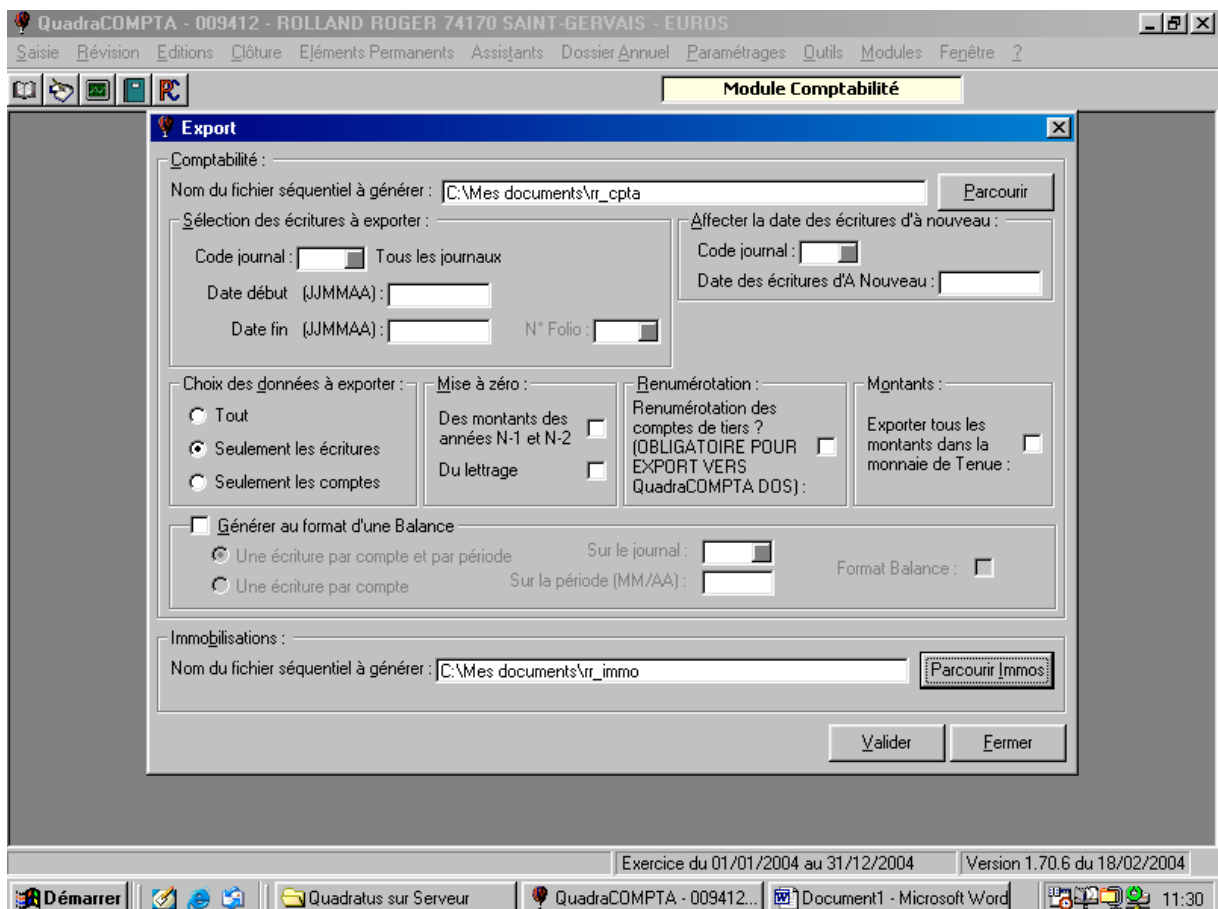 QuadraCOMPTA - 009412 - ROLLAND ROGER 74170 SAINT-GERVAIS - EUROS
Saisie Révision Editions Clôture Eléments Permanents Assistants Dossier Annuel Paramétrages Outils Modules Fenêtre ?
Module Comptabilité
Export
Comptabilité :
Nom du fichier séquentiel à générer : C:\Mes documents\rr_cpta Parcourir
Sélection des écritures à exporter :
Code journal : Tous les journaux
Date début (JJMMAA) :
Date fin (JJMMAA) : N° Folio :
Affecter la date des écritures d'à nouveau :
Code journal :
Date des écritures d'A Nouveau :
Choix des données à exporter :
Tout
Seulement les écritures
Seulement les comptes
Mise à zéro :
Des montants des
années N-1 et N-2
Du lettrage
Renumérotation :
Renumérotation des
comptes de tiers ?
(OBLIGATOIRE POUR
EXPORT VERS
QuadraCOMPTA DOS) :
Montants :
Exporter tous les
montants dans la
monnaie de Tenue :
Générer au format d'une Balance
Une écriture par compte et par période Sur le journal :
Une écriture par compte Sur la période (MM/AA) :
Format Balance :
Immobilisations :
Nom du fichier séquentiel à générer : C:\Mes documents\rr_immo Parcourir Immos
Valider Fermer
Exercice du 01/01/2004 au 31/12/2004 Version 1.70.6 du 18/02/2004
Démarrer Quadratus sur Serveur QuadraCOMPTA - 009412... Document1 - Microsoft Word 11:30